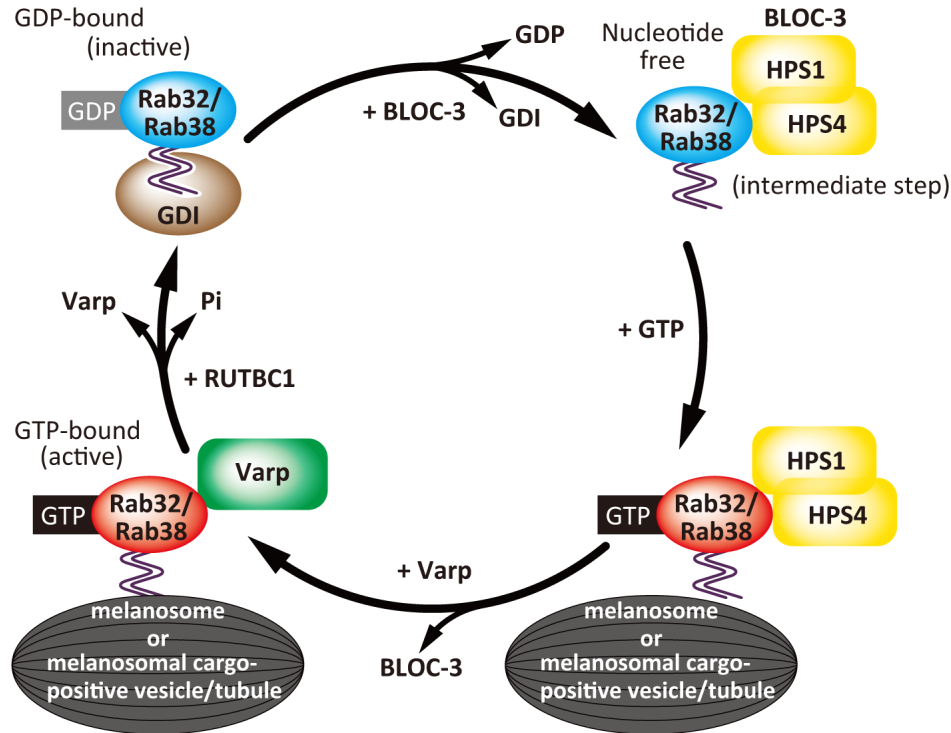 GDP-bound
(inactive)
GDP
Rab32/
Rab38
GDI
GDP
+ BLOC-3
GDI
Nucleotide
free
BLOC-3
HPS1
Rab32/
Rab38
HPS4
(intermediate step)
+ GTP
HPS1
GTP
Rab32/
Rab38
HPS4
melanosome
or
melanosomal cargo-
positive vesicle/tubule
+ Varp
BLOC-3
GTP-bound
(active)
Varp
GTP
Rab32/
Rab38
melanosome
or
melanosomal cargo-
positive vesicle/tubule
Varp
Pi
+ RUTBC1